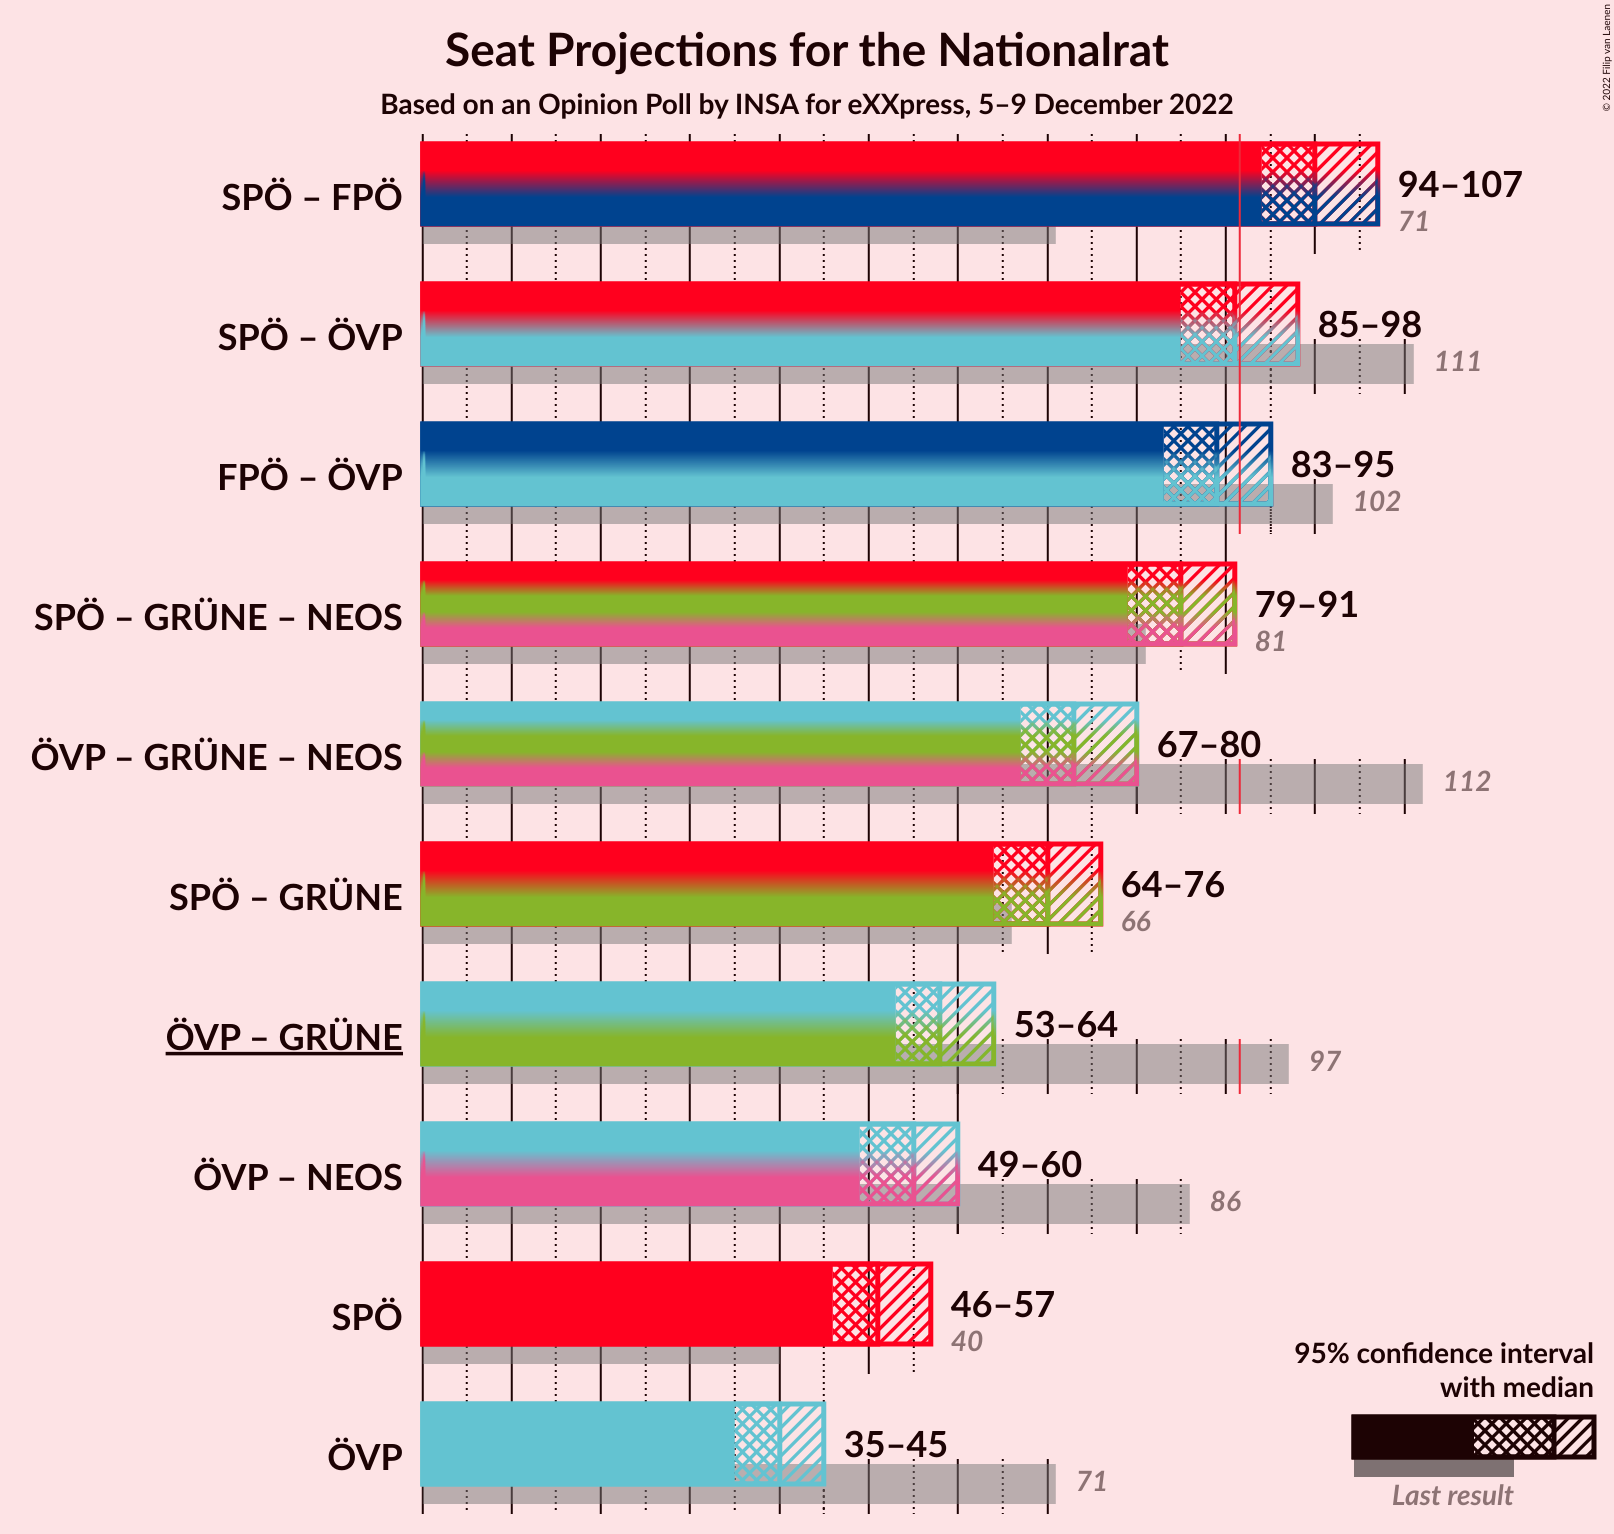 Seat Projections for the Nationalrat
Based on an Opinion Poll by INSA for eXXpress, 5–9 December 2022
© 2022 Filip van Laenen
SPÖ – FPÖ
94–107
71
SPÖ – ÖVP
85–98
111
FPÖ – ÖVP
83–95
102
SPÖ – GRÜNE – NEOS
79–91
81
ÖVP – GRÜNE – NEOS
67–80
112
SPÖ – GRÜNE
64–76
66
ÖVP – GRÜNE
53–64
97
ÖVP – NEOS
49–60
86
SPÖ
46–57
40
ÖVP
35–45
71
95% confidence interval
with median
Last result